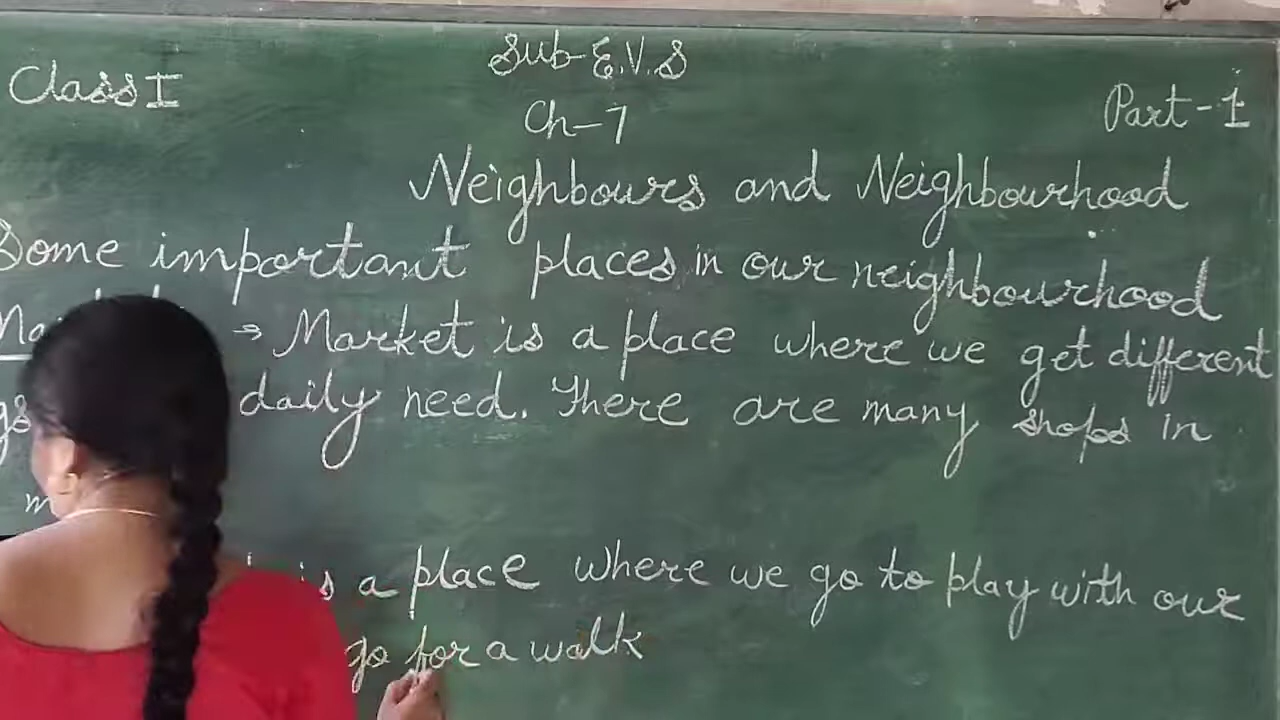 Sub-E.V.S
Class I
Ch-7
Part-1
Neighbours and Neighbourhood
Some important places in our neighbourhood
→ Market is a place where we get different
daily need. There are many shops in
is a place where we go to play with our
go for a walk